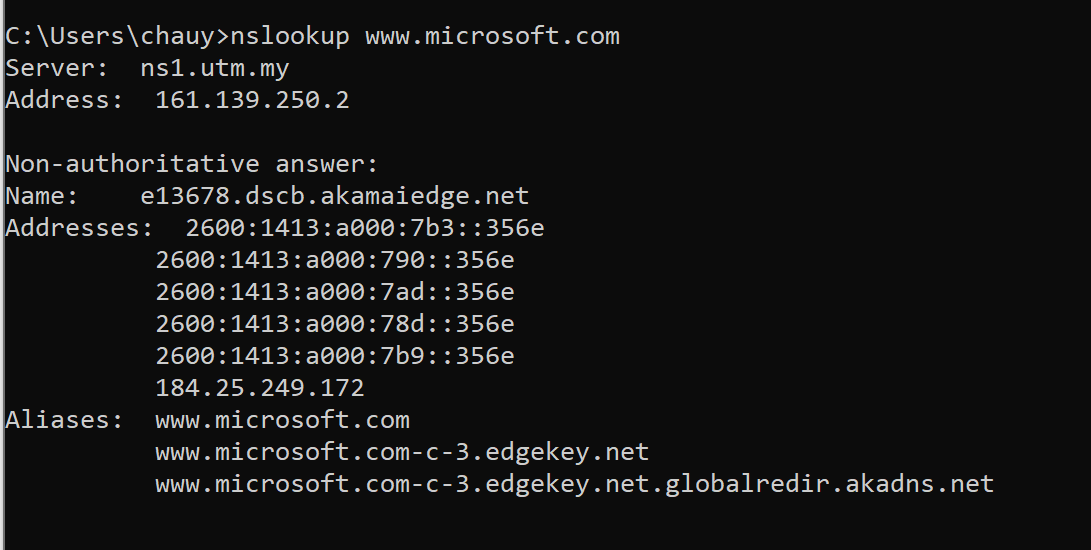 C:\Users\chauy>nslookup www.microsoft.com
Server:  ns1.utm.my
Address:  161.139.250.2

Non-authoritative answer:
Name:    e13678.dscb.akamaiedge.net
Addresses:  2600:1413:a000:7b3::356e
          2600:1413:a000:790::356e
          2600:1413:a000:7ad::356e
          2600:1413:a000:78d::356e
          2600:1413:a000:7b9::356e
          184.25.249.172
Aliases:  www.microsoft.com
          www.microsoft.com-c-3.edgekey.net
          www.microsoft.com-c-3.edgekey.net.globalredir.akadns.net